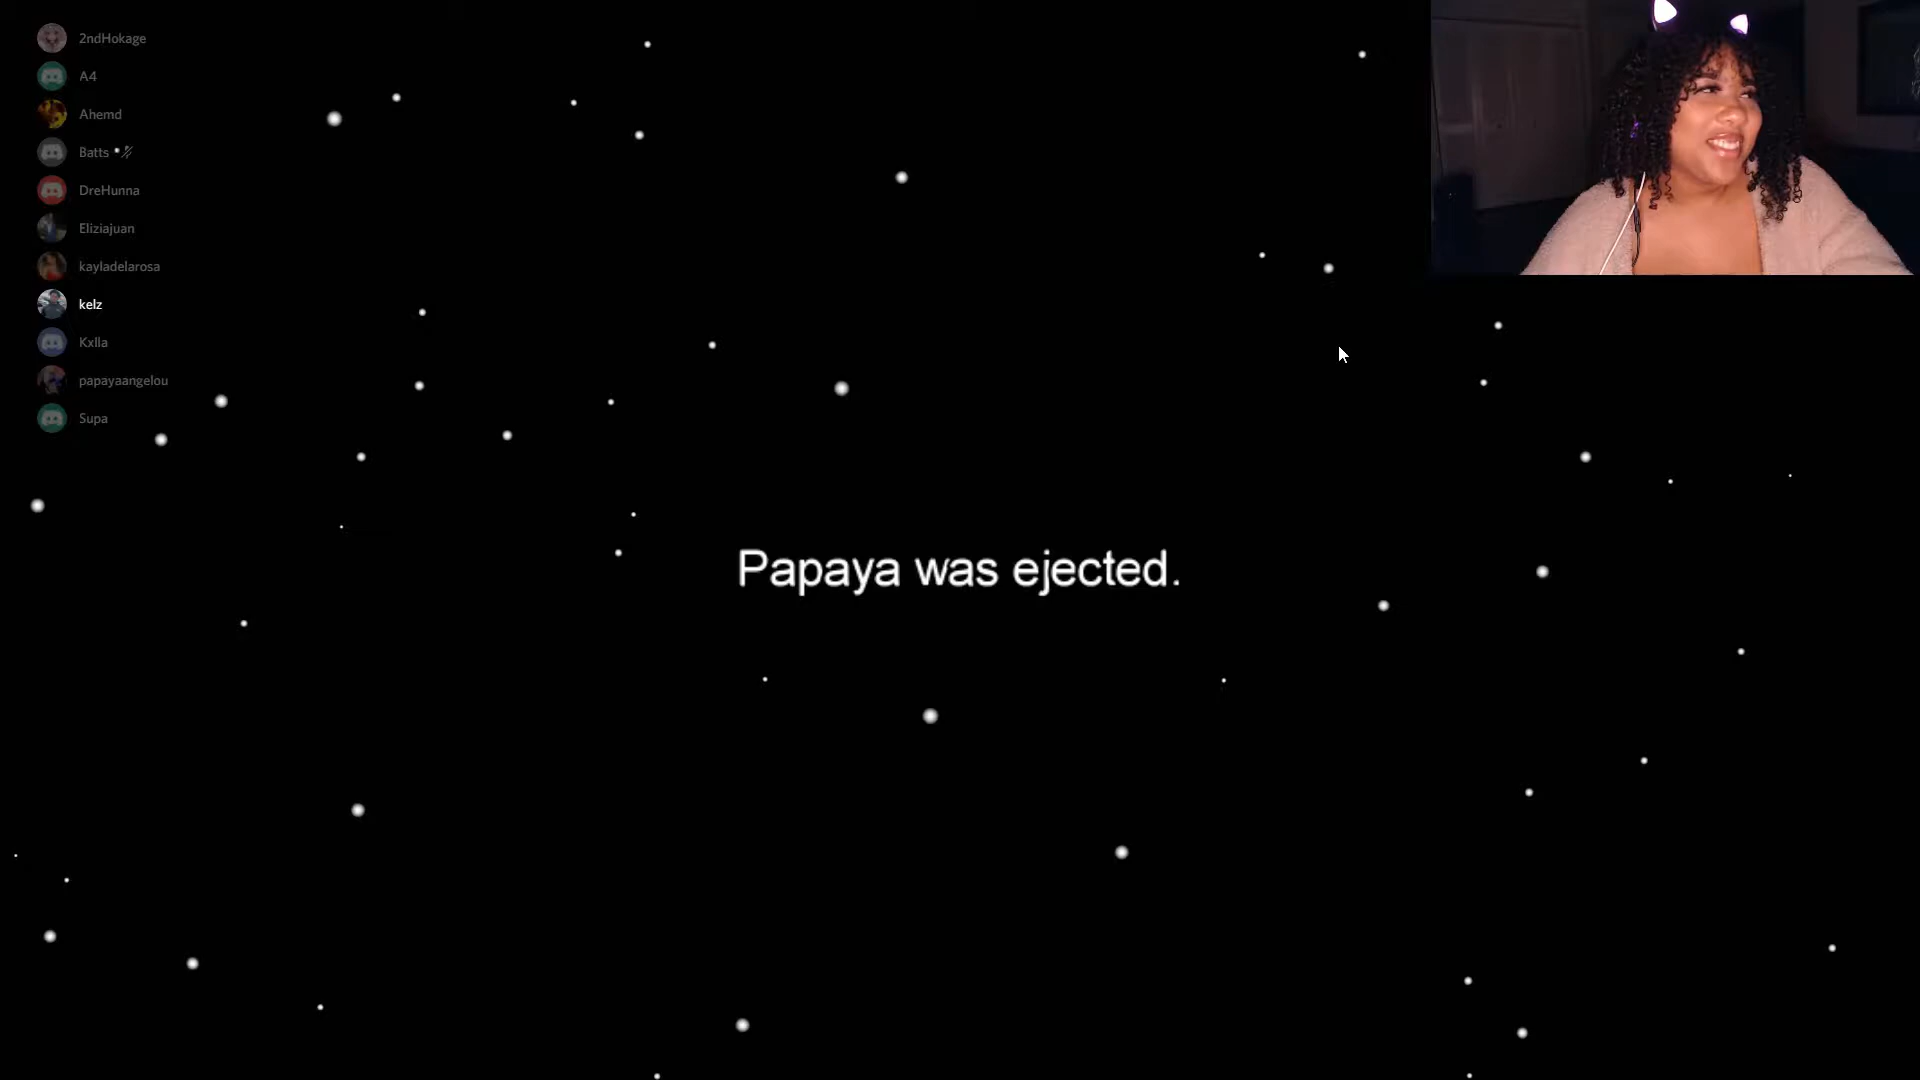 2ndHokage
A4
Ahemd
Batts
DreHunna
Eliziajuan
kayladelarosa
kelz
Kxlla
papayaangelou
Supa
Papaya was ejected.